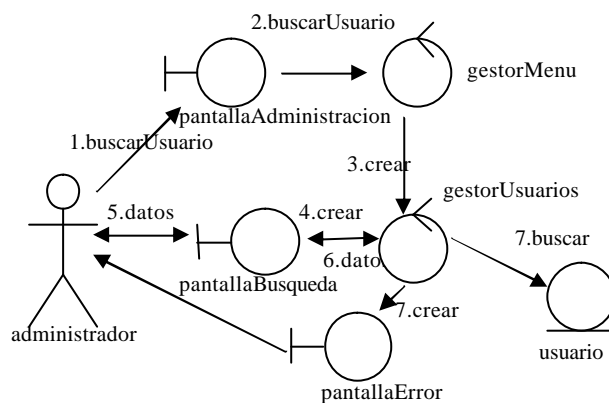 2.buscarUsuario
gestorMenu
pantallaAdministracion
1.buscarUsuario
3.crear
gestorUsuarios
5.datos
4.crear
7.buscar
6.dato
pantallaBusqueda
7.crear
administrador
usuario
pantallaError